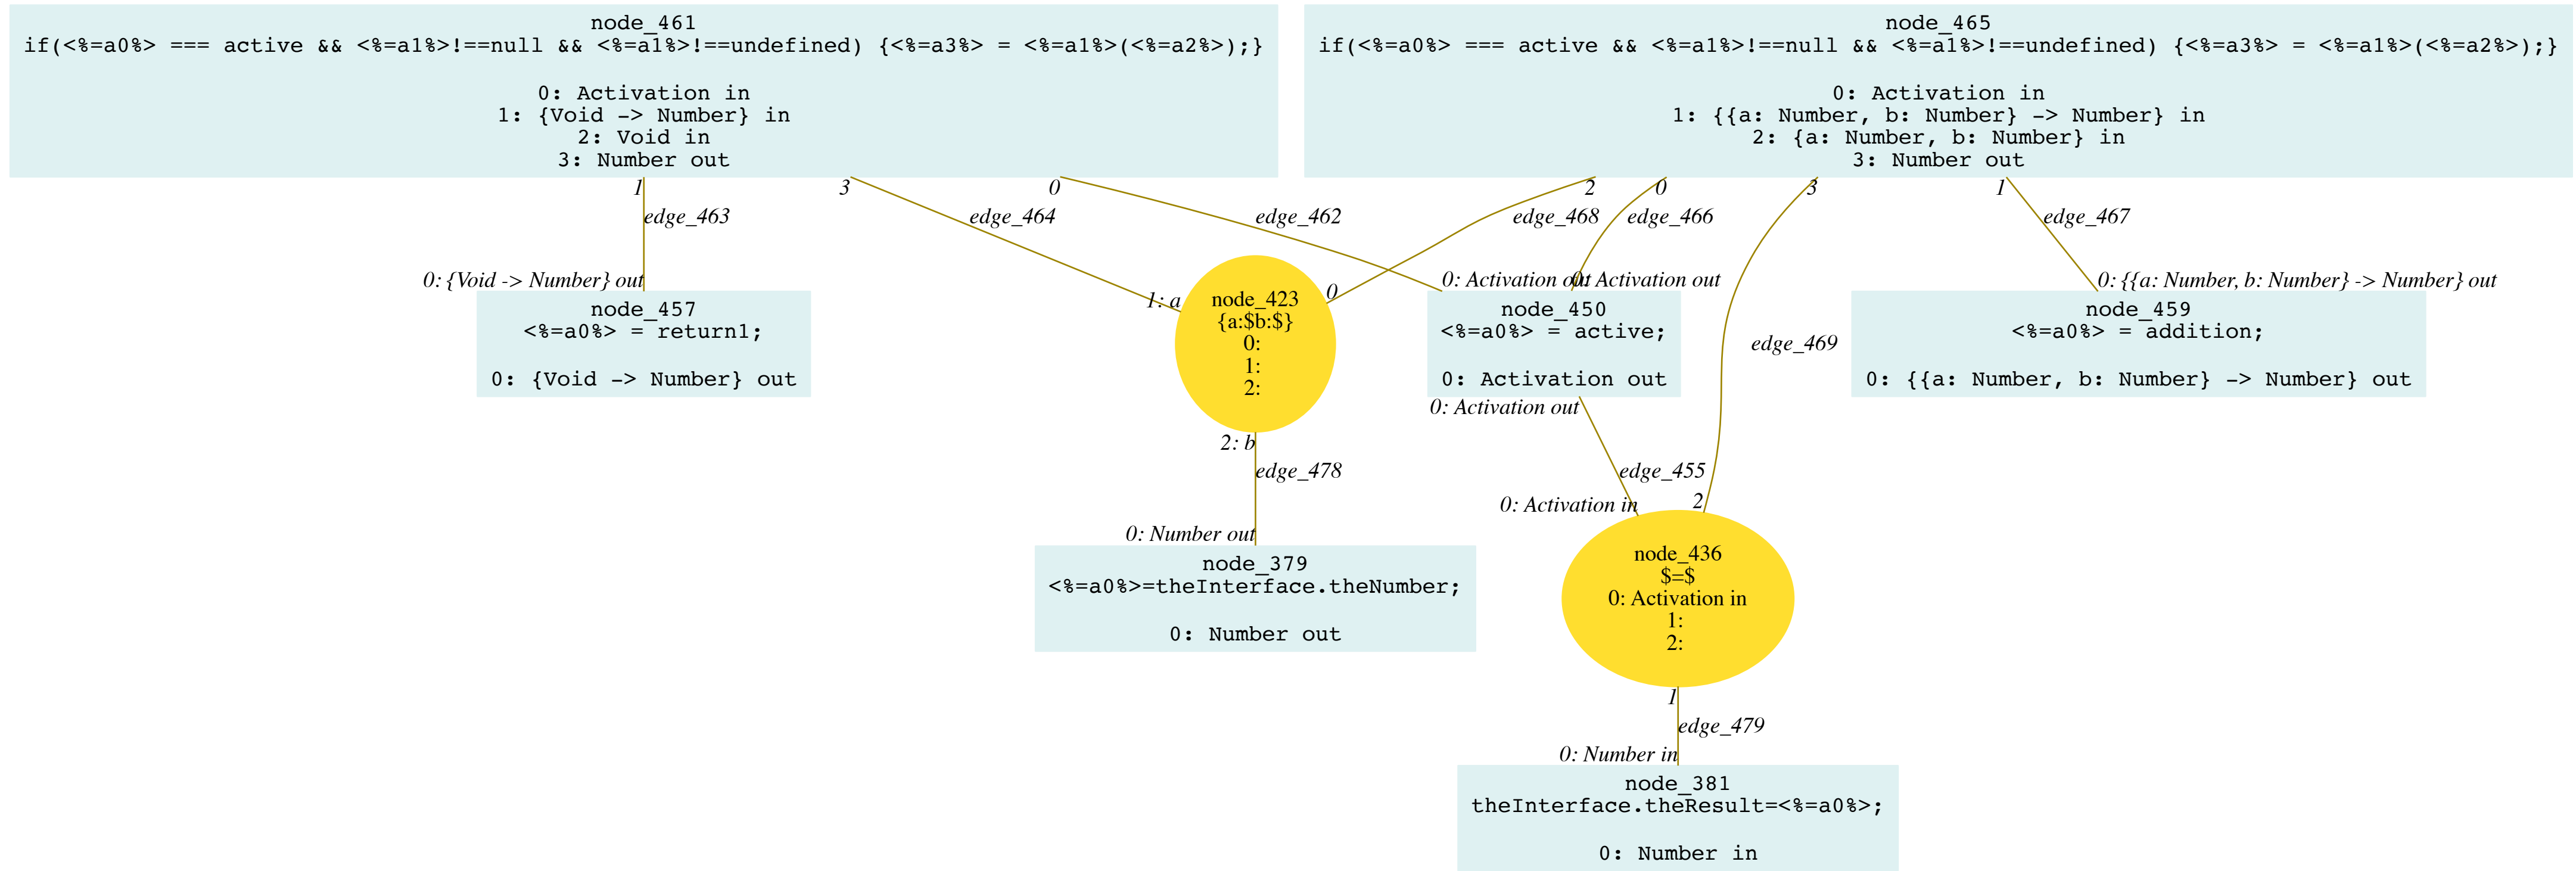 node_461
if(<%=a0%> === active && <%=a1%>!==null && <%=a1%>!==undefined) {<%=a3%> = <%=a1%>(<%=a2%>);}
0: Activation in
1: {Void -> Number} in
2: Void in
3: Number out
node_465
if(<%=a0%> === active && <%=a1%>!==null && <%=a1%>!==undefined) {<%=a3%> = <%=a1%>(<%=a2%>);}
0: Activation in
1: {{a: Number, b: Number} -> Number} in
2: {a: Number, b: Number} in
3: Number out
1
3
0
2
0
3
1
edge_463
edge_464
edge_462
edge_468
edge_466
edge_467
0: {Void -> Number} out
1: a
0
0: Activation out
0: Activation out
0: {{a: Number, b: Number} -> Number} out
node_457
<%=a0%> = return1;
0: {Void -> Number} out
node_423
{a:$b:$}
0:
1:
2:
node_450
<%=a0%> = active;
0: Activation out
edge_469
node_459
<%=a0%> = addition;
0: {{a: Number, b: Number} -> Number} out
0: Activation out
2: b
edge_478
edge_455
0: Number out
0: Activation in
2
node_379
<%=a0%>=theInterface.theNumber;
0: Number out
node_436
$=$
0: Activation in
1:
2:
1
edge_479
0: Number in
node_381
theInterface.theResult=<%=a0%>;
0: Number in